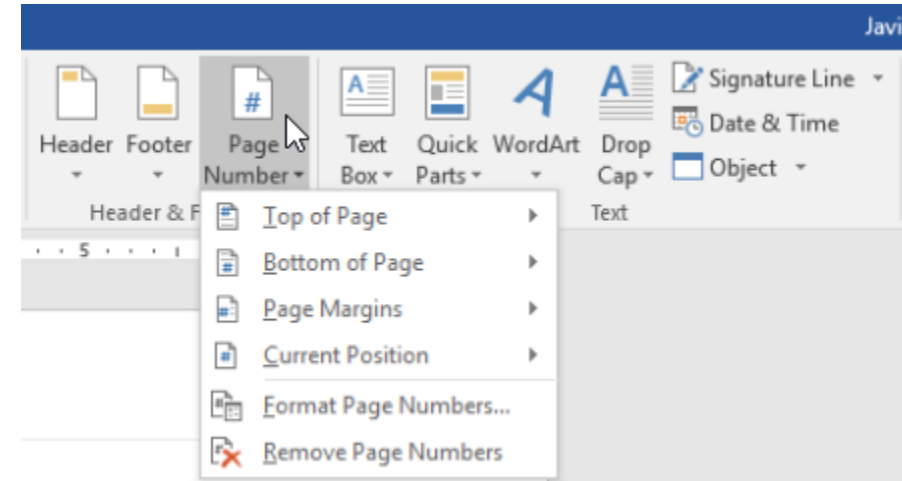 Javi
Signature Line
Date & Time
Object
Header
Footer
Page
Number
Text
Box
Quick
Parts
WordArt
Drop
Cap
Header & F
Text
5
Top of Page
Bottom of Page
Page Margins
Current Position
Format Page Numbers...
Remove Page Numbers